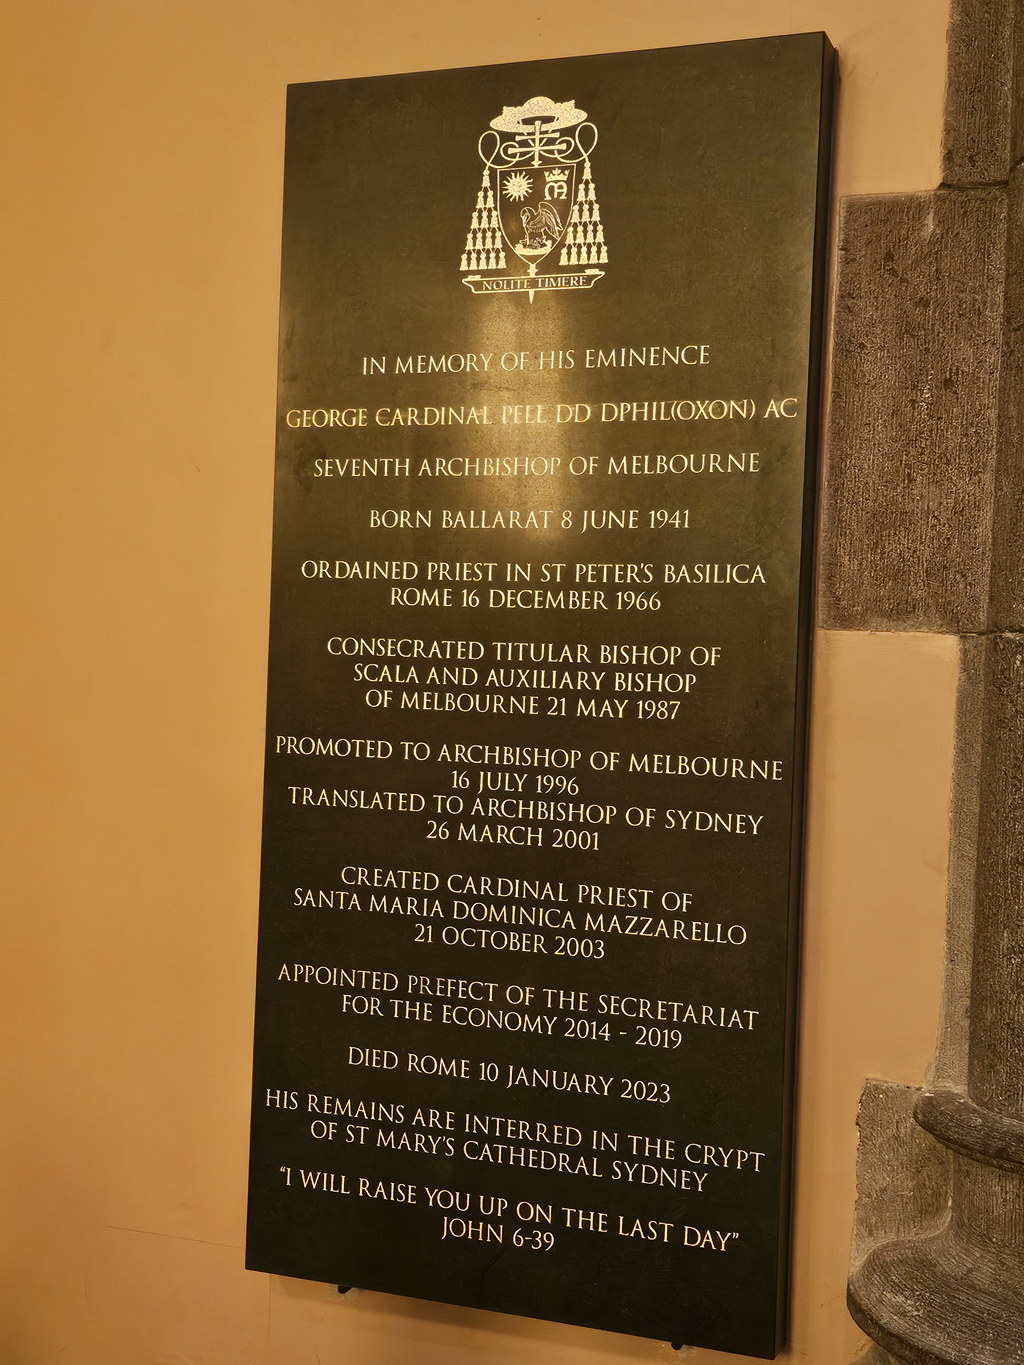 NOLITE TIMERE
IN MEMORY OF HIS EMINENCE
GEORGE CARDINAL PELL DD DPHIL(OXON) AC
SEVENTH ARCHBISHOP OF MELBOURNE
BORN BALLARAT 8 JUNE 1941
ORDAINED PRIEST IN ST PETER'S BASILICA
ROME 16 DECEMBER 1966
CONSECRATED TITULAR BISHOP OF
SCALA AND AUXILIARY BISHOP
OF MELBOURNE 21 MAY 1987
PROMOTED TO ARCHBISHOP OF MELBOURNE
16 JULY 1996
TRANSLATED TO ARCHBISHOP OF SYDNEY
26 MARCH 2001
CREATED CARDINAL PRIEST OF
SANTA MARIA DOMINICA MAZZARELLO
21 OCTOBER 2003
APPOINTED PREFECT OF THE SECRETARIAT
FOR THE ECONOMY 2014 - 2019
DIED ROME 10 JANUARY 2023
HIS REMAINS ARE INTERRED IN THE CRYPT
OF ST MARY'S CATHEDRAL SYDNEY
"I WILL RAISE YOU UP ON THE LAST DAY"
JOHN 6-39